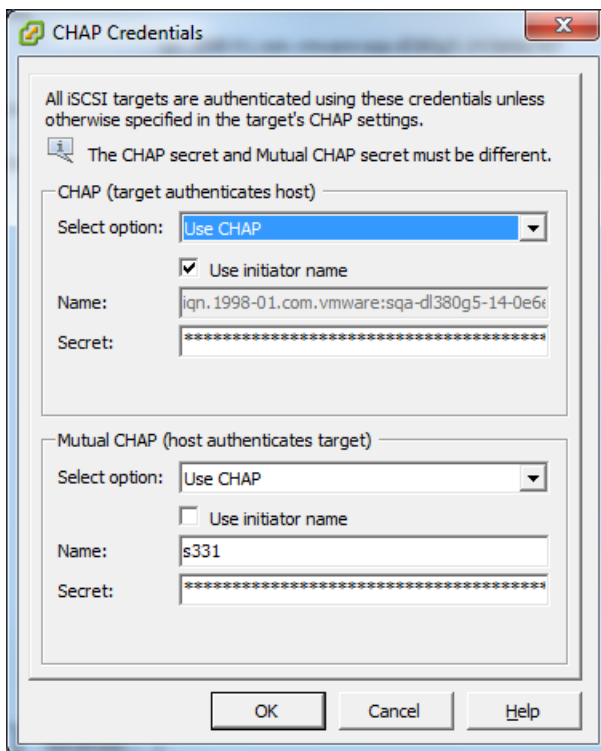 CHAP Credentials
All iSCSI targets are authenticated using these credentials unless
otherwise specified in the target's CHAP settings.
The CHAP secret and Mutual CHAP secret must be different.
CHAP (target authenticates host)
Select option: Use CHAP
Use initiator name
Name: iqn.1998-01.com.vmware:sqa-dl380g5-14-0e6e
Secret: ****************************************
Mutual CHAP (host authenticates target)
Select option: Use CHAP
Use initiator name
Name: s331
Secret: ****************************************
OK Cancel Help